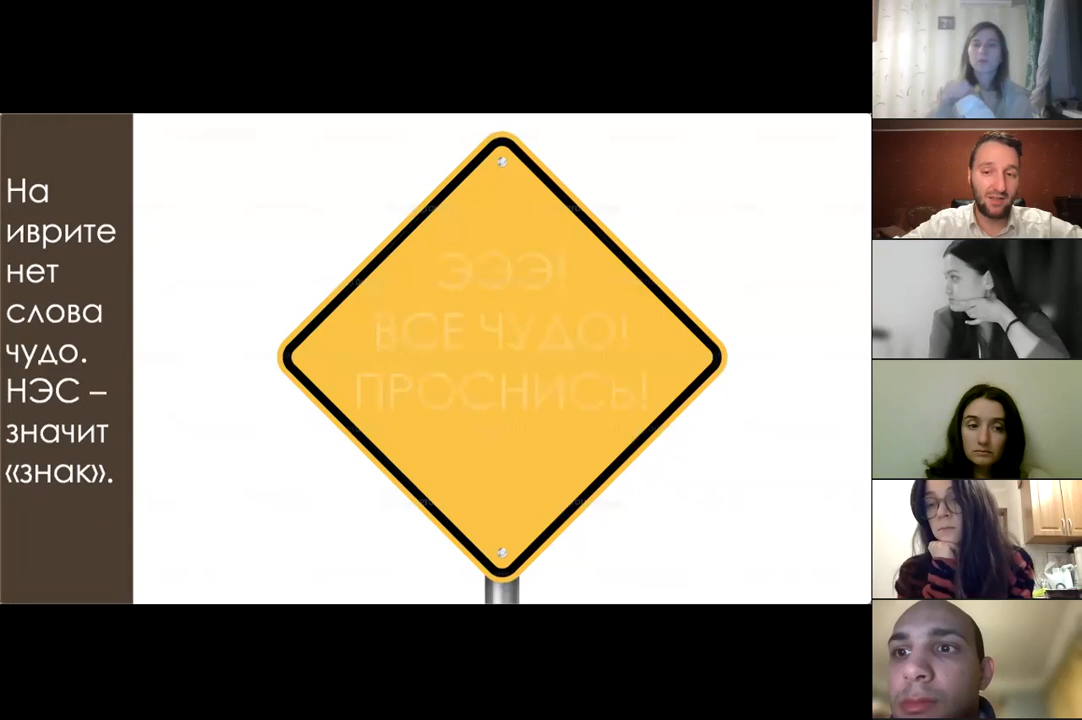 На
иврите
нет
слова
чудо.
НЭС –
значит
«знак».
ЭЭЭ!
ВСЕ ЧУДО!
ПРОСНИСЬ!